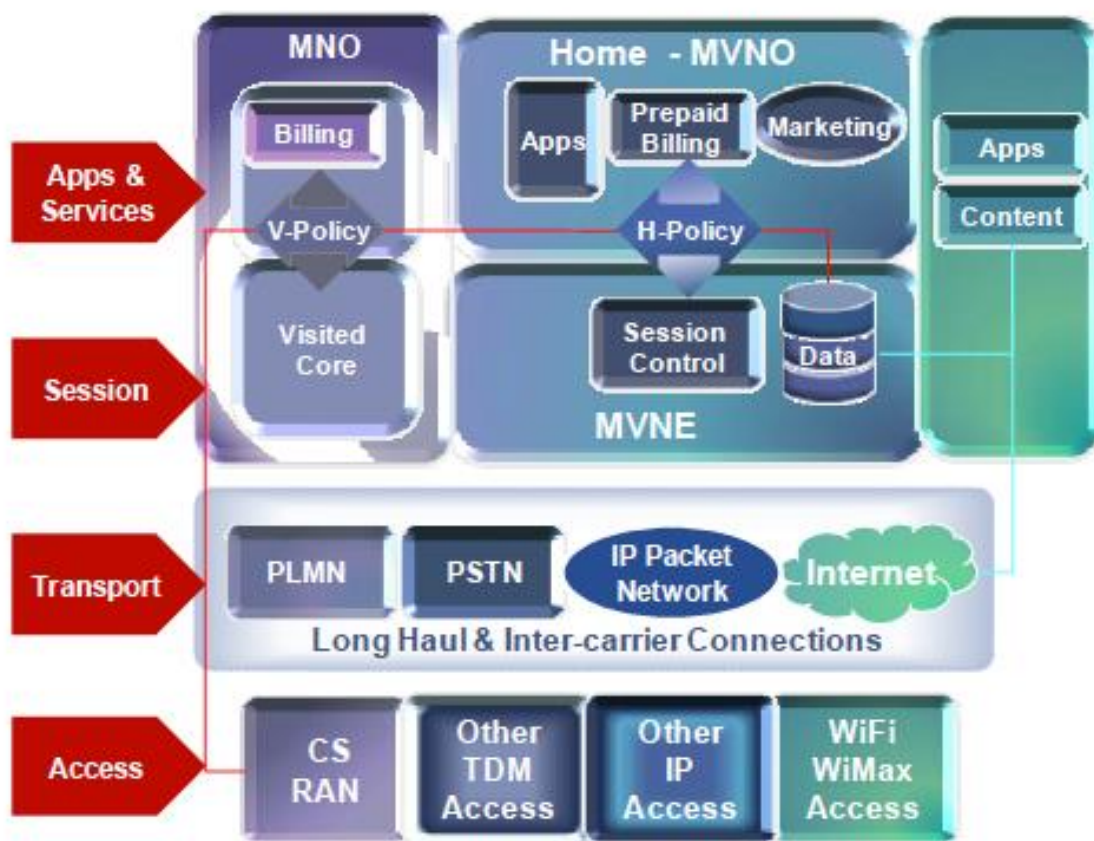 MNO
Home - MVNO
Billing
Apps
Prepaid
Billing
Marketing
Apps
Content
Apps &
Services
V-Policy
H-Policy
Session
Visited
Core
Session
Control
Data
MVNE
Transport
PLMN
PSTN
IP Packet
Network
Internet
Long Haul & Inter-carrier Connections
Access
CS
RAN
Other
TDM
Access
Other
IP
Access
WiFi
WiMax
Access